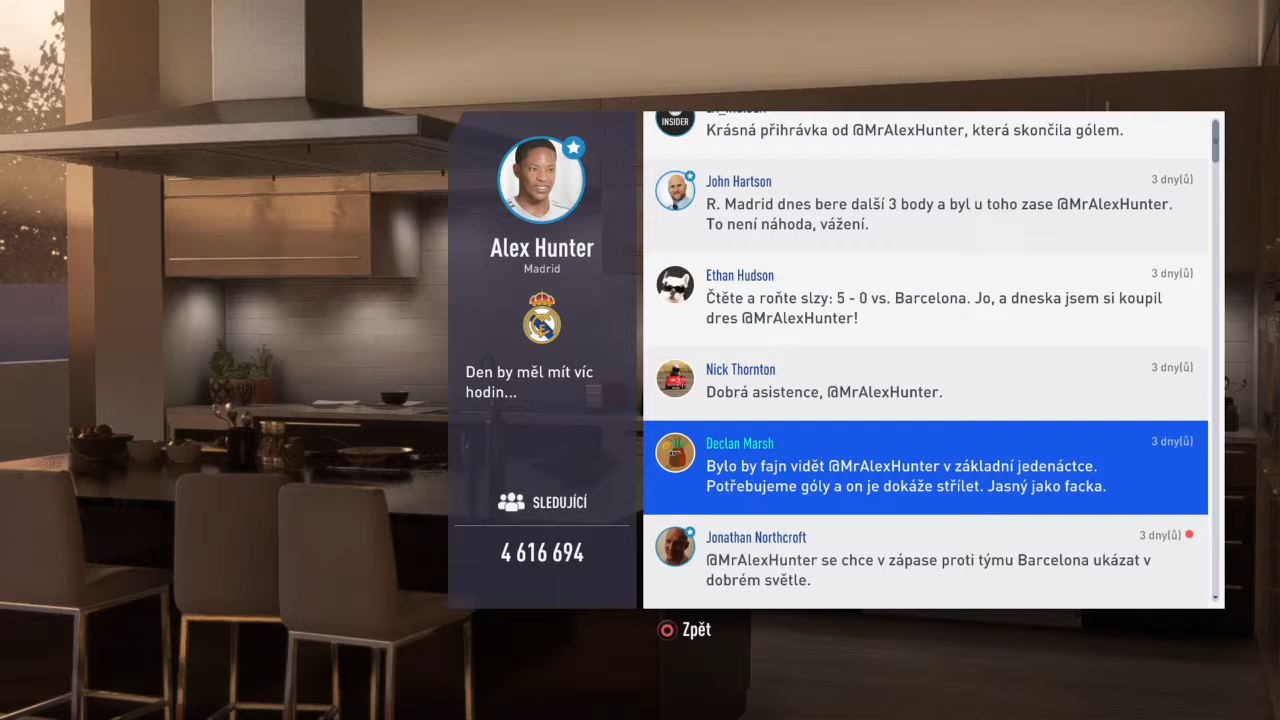 Alex Hunter
Madrid
Den by měl mít víc
hodin...
SLEDUJÍCÍ
4 616 694
INSIDER
Krásná přihrávka od @MrAlexHunter, která skončila gólem.
John Hartson
3 dny(ů)
R. Madrid dnes bere další 3 body a byl u toho zase @MrAlexHunter.
To není náhoda, vážení.
Ethan Hudson
3 dny(ů)
Čtěte a roňte slzy: 5 - 0 vs. Barcelona. Jo, a dneska jsem si koupil
dres @MrAlexHunter!
Nick Thornton
3 dny(ů)
Dobrá asistence, @MrAlexHunter.
Declan Marsh
3 dny(ů)
Bylo by fajn vidět @MrAlexHunter v základní jedenáctce.
Potřebujeme góly a on je dokáže střílet. Jasný jako facka.
Jonathan Northcroft
3 dny(ů)
@MrAlexHunter se chce v zápase proti týmu Barcelona ukázat v
dobrém světle.
Zpět